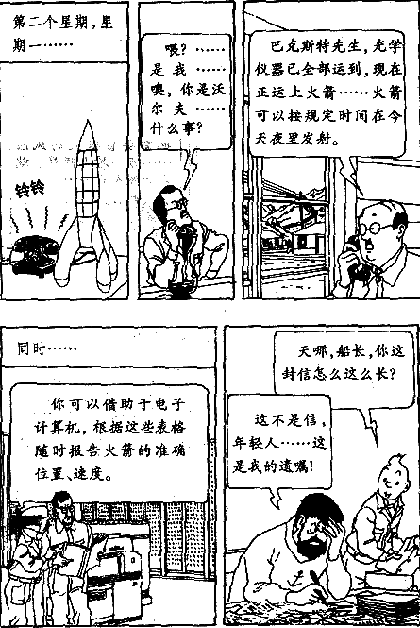 第二个星期，星
期一……
铃铃
喂？……
是我……
噢，你是沃
尔夫……
什么事？
巴克斯特先生，光学
仪器已全部运到，现在
正运上火箭……火箭
可以按规定时间在今
天夜里发射。
同时……
你可以借助于电子
计算机，根据这些表格
随时报告火箭的准确
位置、速度。
天哪，船长，你这
封信怎么这么长？
这不是信，
年轻人……这
是我的遗嘱！